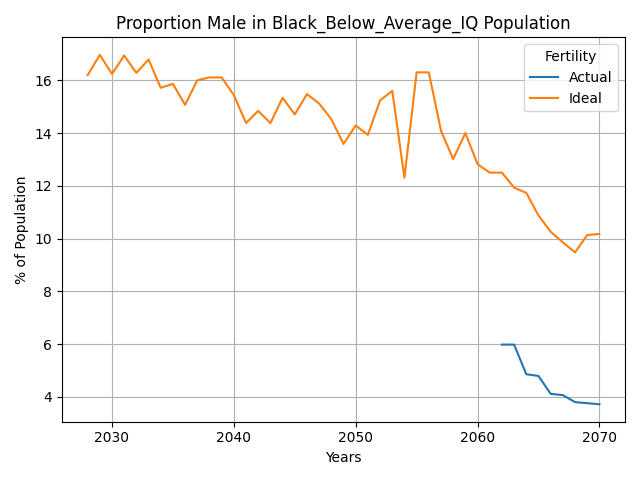 Proportion Male in Black_Below_Average_IQ Population
Fertility
Actual
Ideal
% of Population
16
14
12
10
8
6
4
2030
2040
2050
2060
2070
Years